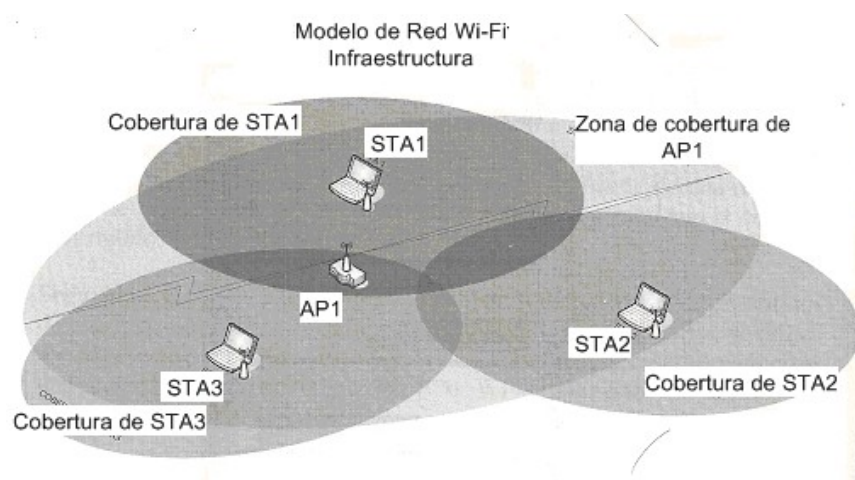 Modelo de Red Wi-Fi
Infraestructura
Cobertura de STA1
STA1
Zona de cobertura de
AP1
AP1
STA2
STA3
Cobertura de STA2
Cobertura de STA3